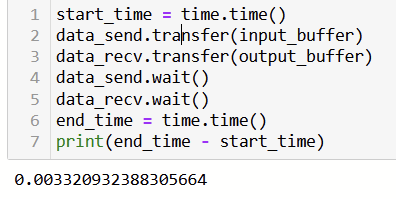 1 start_time = time.time()
2 data_send.transfer(input_buffer)
3 data_recv.transfer(output_buffer)
4 data_send.wait()
5 data_recv.wait()
6 end_time = time.time()
7 print(end_time - start_time)
0.003320932388305664